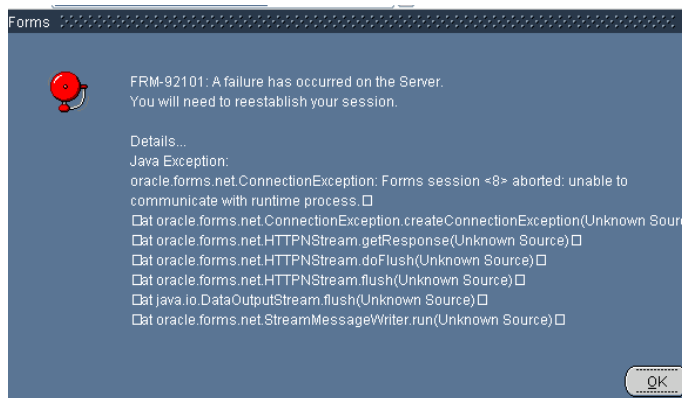 Forms
FRM-92101: A failure has occurred on the Server.
You will need to reestablish your session.
Details...
Java Exception:
oracle.forms.net.ConnectionException: Forms session <8> aborted: unable to
communicate with runtime process.□
□at oracle.forms.net.ConnectionException.createConnectionException(Unknown Sour
□at oracle.forms.net.HTTPNStream.getResponse(Unknown Source)□
□at oracle.forms.net.HTTPNStream.doFlush(Unknown Source)□
□at oracle.forms.net.HTTPNStream.flush(Unknown Source)□
□at java.io.DataOutputStream.flush(Unknown Source)□
□at oracle.forms.net.StreamMessageWriter.run(Unknown Source)□
OK